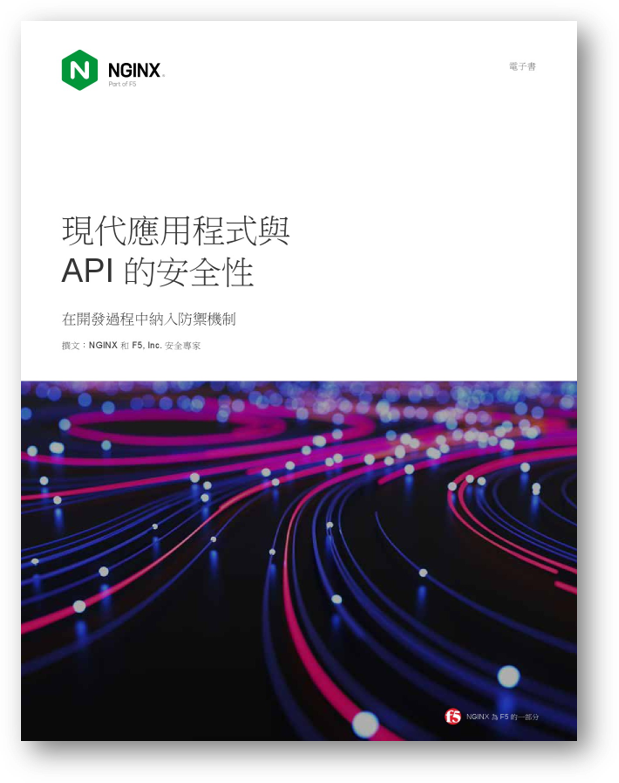 NGINX
Part of F5
電子書
現代應用程式與
API 的安全性
在開發過程中納入防禦機制
撰文：NGINX 和 F5, Inc. 安全專家
f5
NGINX 為 F5 的一部分